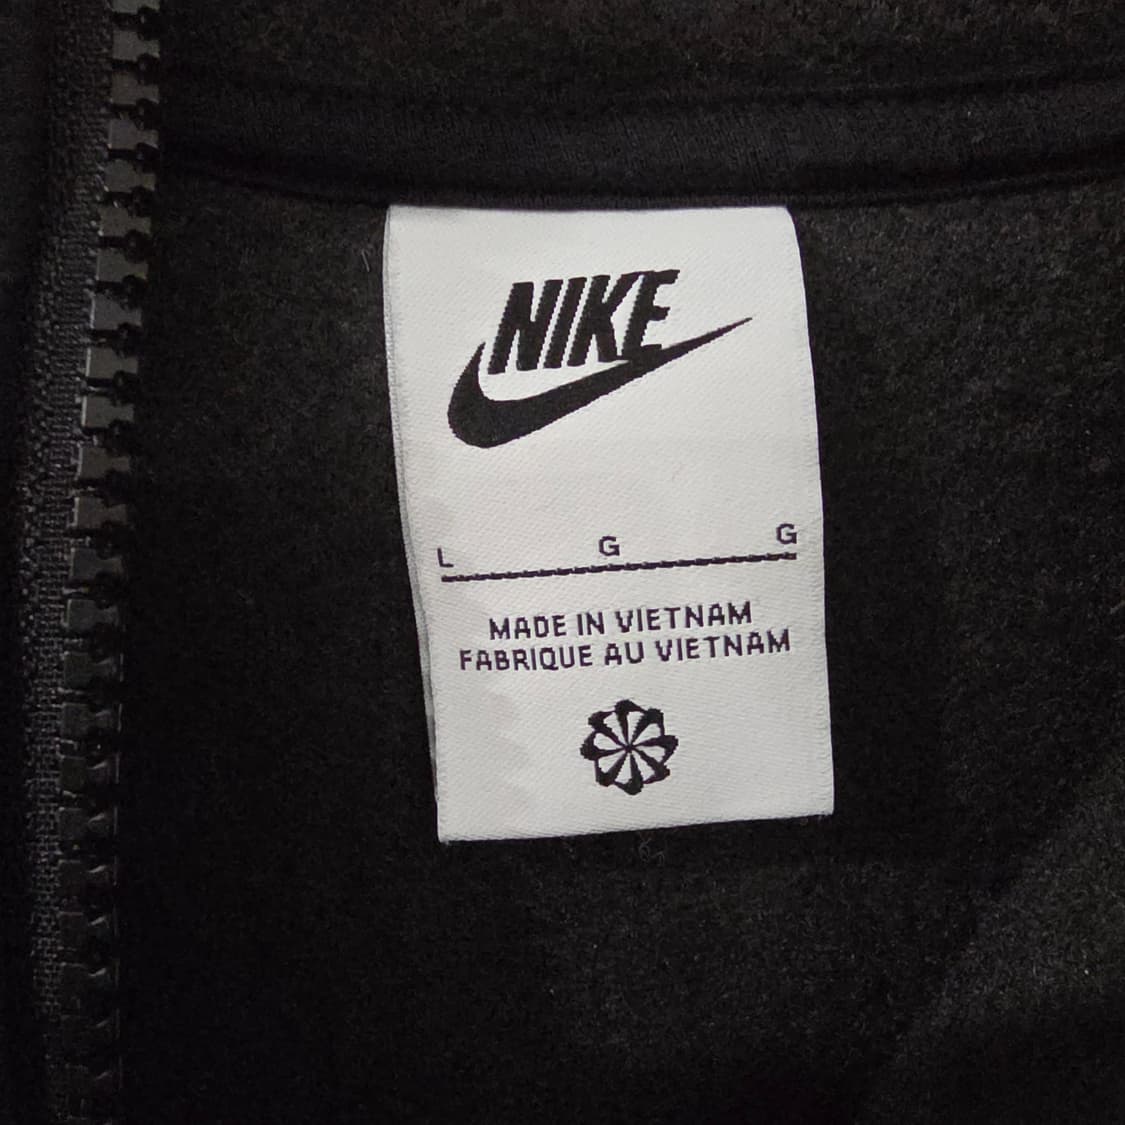 NIKE
L G G
MADE IN VIETNAM
FABRIQUE AU VIETNAM